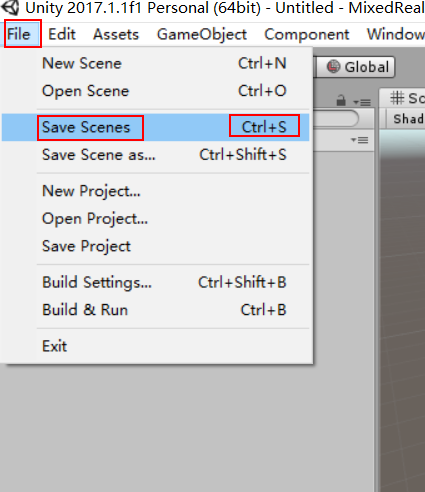 Unity 2017.1.1f1 Personal (64bit) - Untitled - MixedReal
File Edit Assets GameObject Component Window
New Scene Ctrl+N
Open Scene Ctrl+O
Global
Save Scenes Ctrl+S
Save Scene as... Ctrl+Shift+S
New Project...
Open Project...
Save Project
Build Settings... Ctrl+Shift+B
Build & Run Ctrl+B
Exit
# Sc
Shad